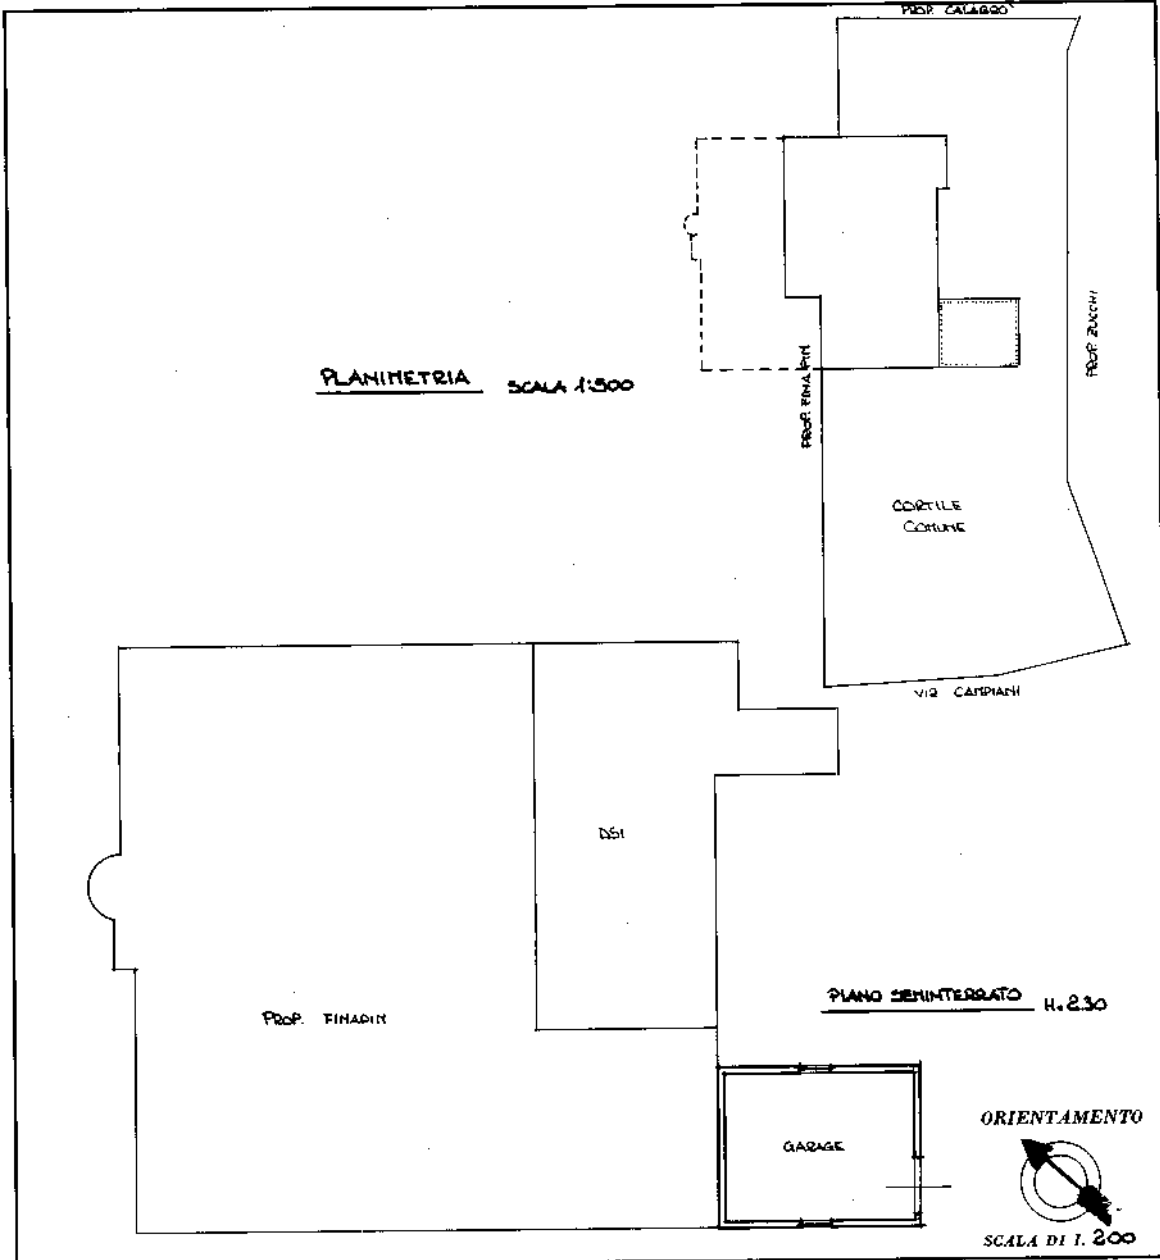 PROP. CALABRÒ
PROP. ZUCCHI
PLANIMETRIA SCALA 1:500
PROP. FINAPIN
CORTILE
COMUNE
VIA CAMPIANI
DSI
PROP. FINAPIN
PIANO SEMINTERRATO H. 2.30
GARAGE
ORIENTAMENTO
SCALA DI 1. 200